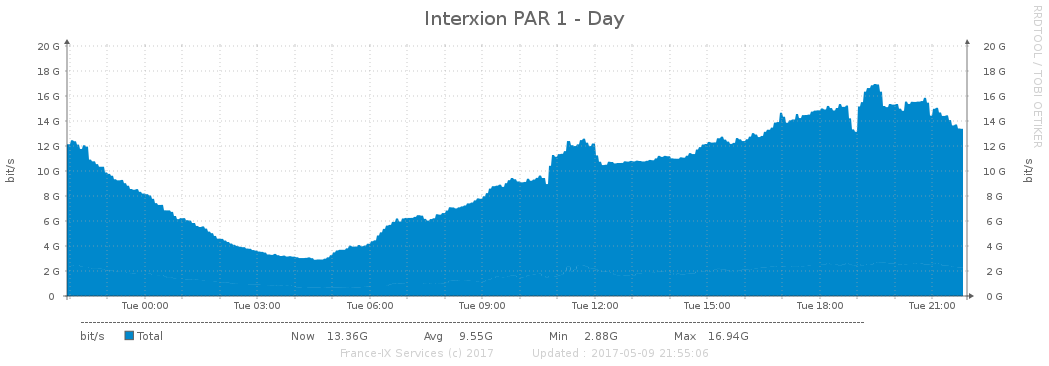 Interxion PAR 1 - Day
RRDTOOL / TOBI OETIKER
20 G 20 G
18 G 18 G
16 G 16 G
14 G 14 G
12 G 12 G
10 G 10 G
8 G 8 G
6 G 6 G
4 G 4 G
2 G 2 G
0 0 G
bit/s
bit/s
Tue 00:00 Tue 03:00 Tue 06:00 Tue 09:00 Tue 12:00 Tue 15:00 Tue 18:00 Tue 21:00
bit/s Total Now 13.36G Avg 9.55G Min 2.88G Max 16.94G
France-IX Services (c) 2017 Updated : 2017-05-09 21:55:06